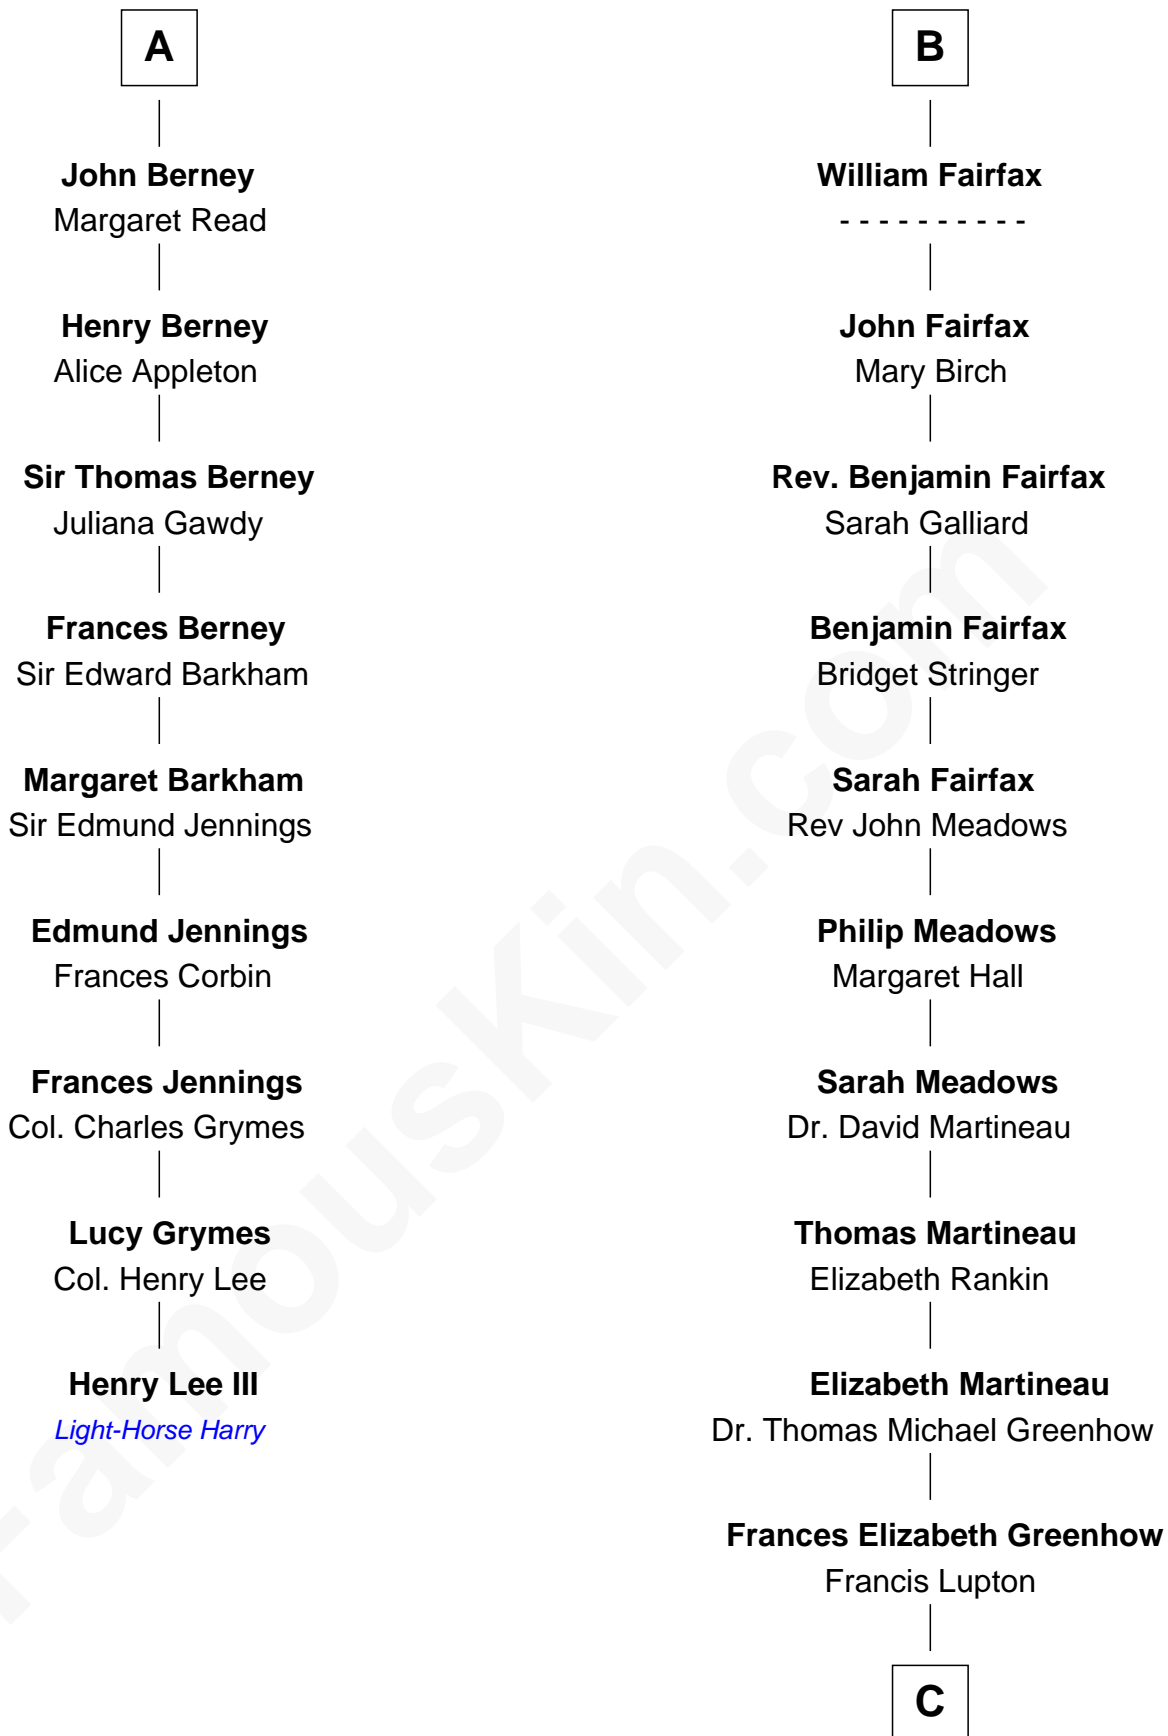 A
John Berney
Margaret Read
Henry Berney
Alice Appleton
Sir Thomas Berney
Juliana Gawdy
Frances Berney
Sir Edward Barkham
Margaret Barkham
Sir Edmund Jennings
Edmund Jennings
Frances Corbin
Frances Jennings
Col. Charles Grymes
Lucy Grymes
Col. Henry Lee
Henry Lee III
Light-Horse Harry
B
William Fairfax
- - - - - - - - - -
John Fairfax
Mary Birch
Rev. Benjamin Fairfax
Sarah Galliard
Benjamin Fairfax
Bridget Stringer
Sarah Fairfax
Rev John Meadows
Philip Meadows
Margaret Hall
Sarah Meadows
Dr. David Martineau
Thomas Martineau
Elizabeth Rankin
Elizabeth Martineau
Dr. Thomas Michael Greenhow
Frances Elizabeth Greenhow
Francis Lupton
C
FamousKin.com